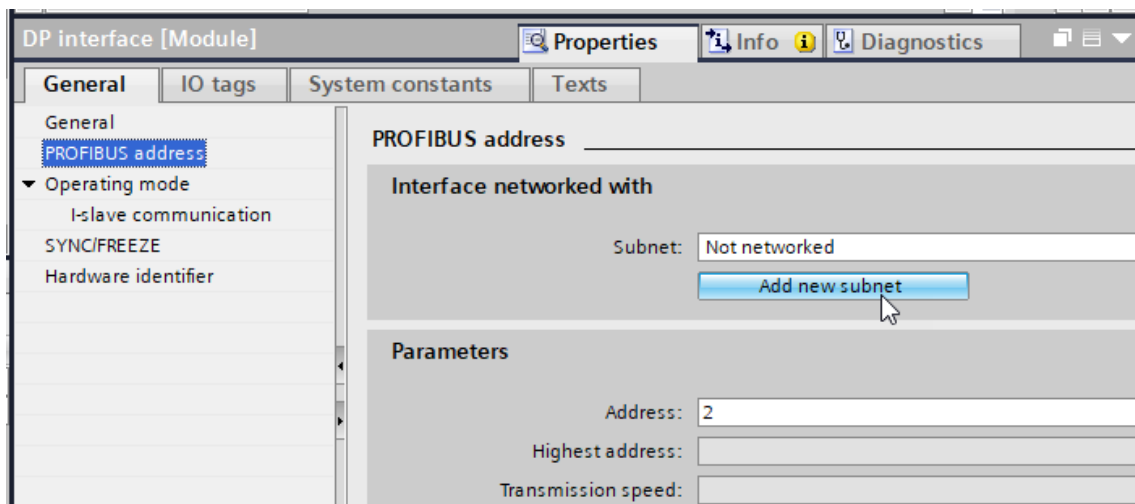 DP interface [Module]
Properties Info Diagnostics
General IO tags System constants Texts
General
PROFIBUS address
Operating mode
I-slave communication
SYNC/FREEZE
Hardware identifier
PROFIBUS address
Interface networked with
Subnet: Not networked
Add new subnet
Parameters
Address: 2
Highest address:
Transmission speed: